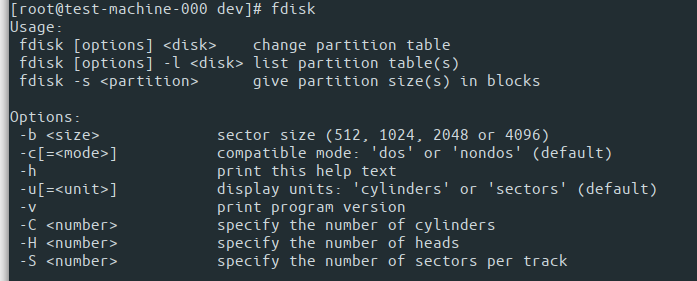 [root@test-machine-000 dev]# fdisk
Usage:
 fdisk [options] <disk>    change partition table
 fdisk [options] -l <disk> list partition table(s)
 fdisk -s <partition>      give partition size(s) in blocks

Options:
 -b <size>             sector size (512, 1024, 2048 or 4096)
 -c[=<mode>]           compatible mode: 'dos' or 'nondos' (default)
 -h                    print this help text
 -u[=<unit>]           display units: 'cylinders' or 'sectors' (default)
 -v                    print program version
 -C <number>           specify the number of cylinders
 -H <number>           specify the number of heads
 -S <number>           specify the number of sectors per track